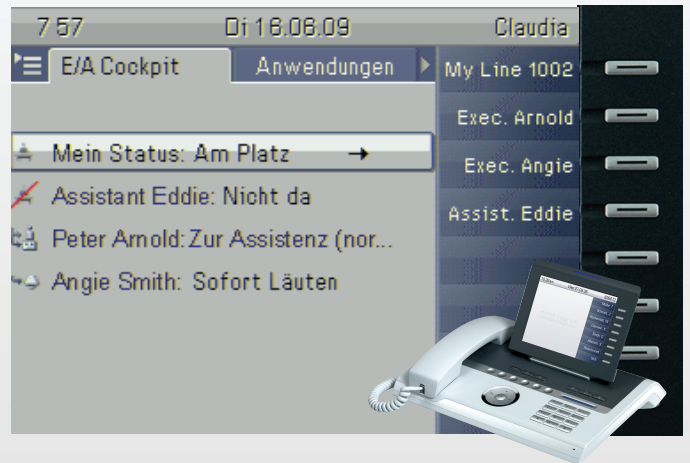 7 57 Di 16.06.09 Claudia
E/A Cockpit Anwendungen My Line 1002
Exec. Arnold
Mein Status: Am Platz → Exec. Angie
Assistant Eddie: Nicht da Assist. Eddie
Peter Arnold: Zur Assistenz (nor...
Angie Smith: Sofort Läuten